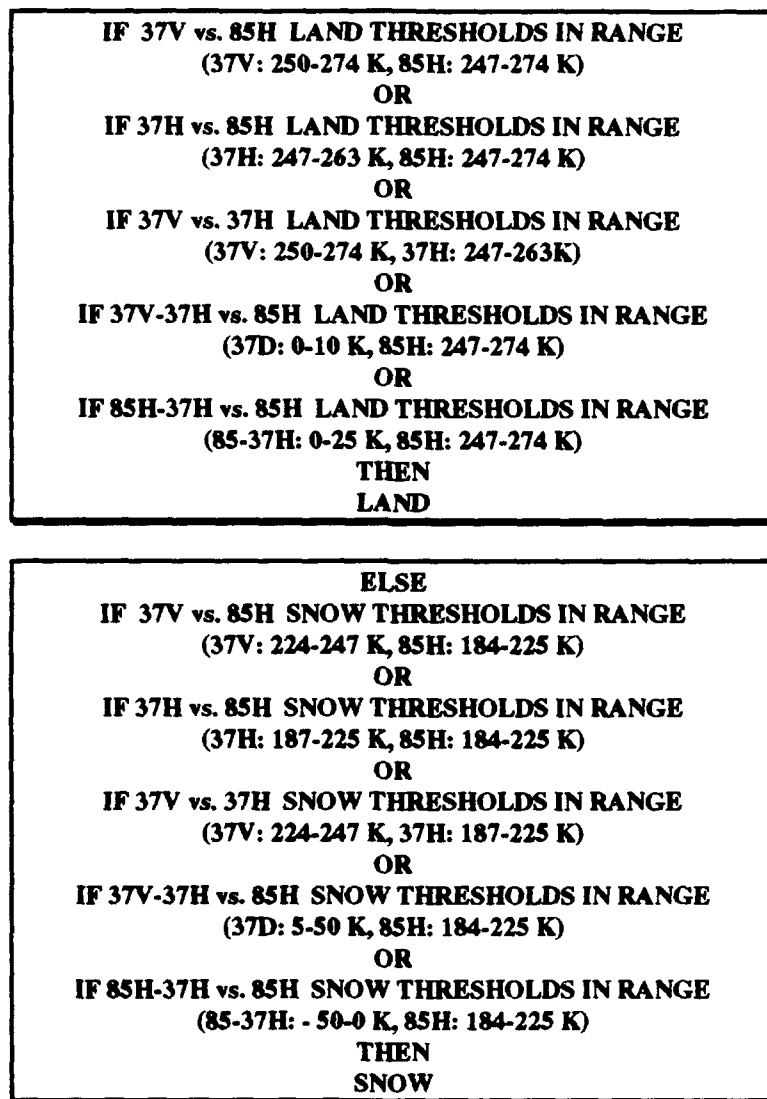 IF 37V vs. 85H LAND THRESHOLDS IN RANGE
(37V: 250-274 K, 85H: 247-274 K)
OR
IF 37H vs. 85H LAND THRESHOLDS IN RANGE
(37H: 247-263 K, 85H: 247-274 K)
OR
IF 37V vs. 37H LAND THRESHOLDS IN RANGE
(37V: 250-274 K, 37H: 247-263K)
OR
IF 37V-37H vs. 85H LAND THRESHOLDS IN RANGE
(37D: 0-10 K, 85H: 247-274 K)
OR
IF 85H-37H vs. 85H LAND THRESHOLDS IN RANGE
(85-37H: 0-25 K, 85H: 247-274 K)
THEN
LAND
ELSE
IF 37V vs. 85H SNOW THRESHOLDS IN RANGE
(37V: 224-247 K, 85H: 184-225 K)
OR
IF 37H vs. 85H SNOW THRESHOLDS IN RANGE
(37H: 187-225 K, 85H: 184-225 K)
OR
IF 37V vs. 37H SNOW THRESHOLDS IN RANGE
(37V: 224-247 K, 37H: 187-225 K)
OR
IF 37V-37H vs. 85H SNOW THRESHOLDS IN RANGE
(37D: 5-50 K, 85H: 184-225 K)
OR
IF 85H-37H vs. 85H SNOW THRESHOLDS IN RANGE
(85-37H: - 50-0 K, 85H: 184-225 K)
THEN
SNOW